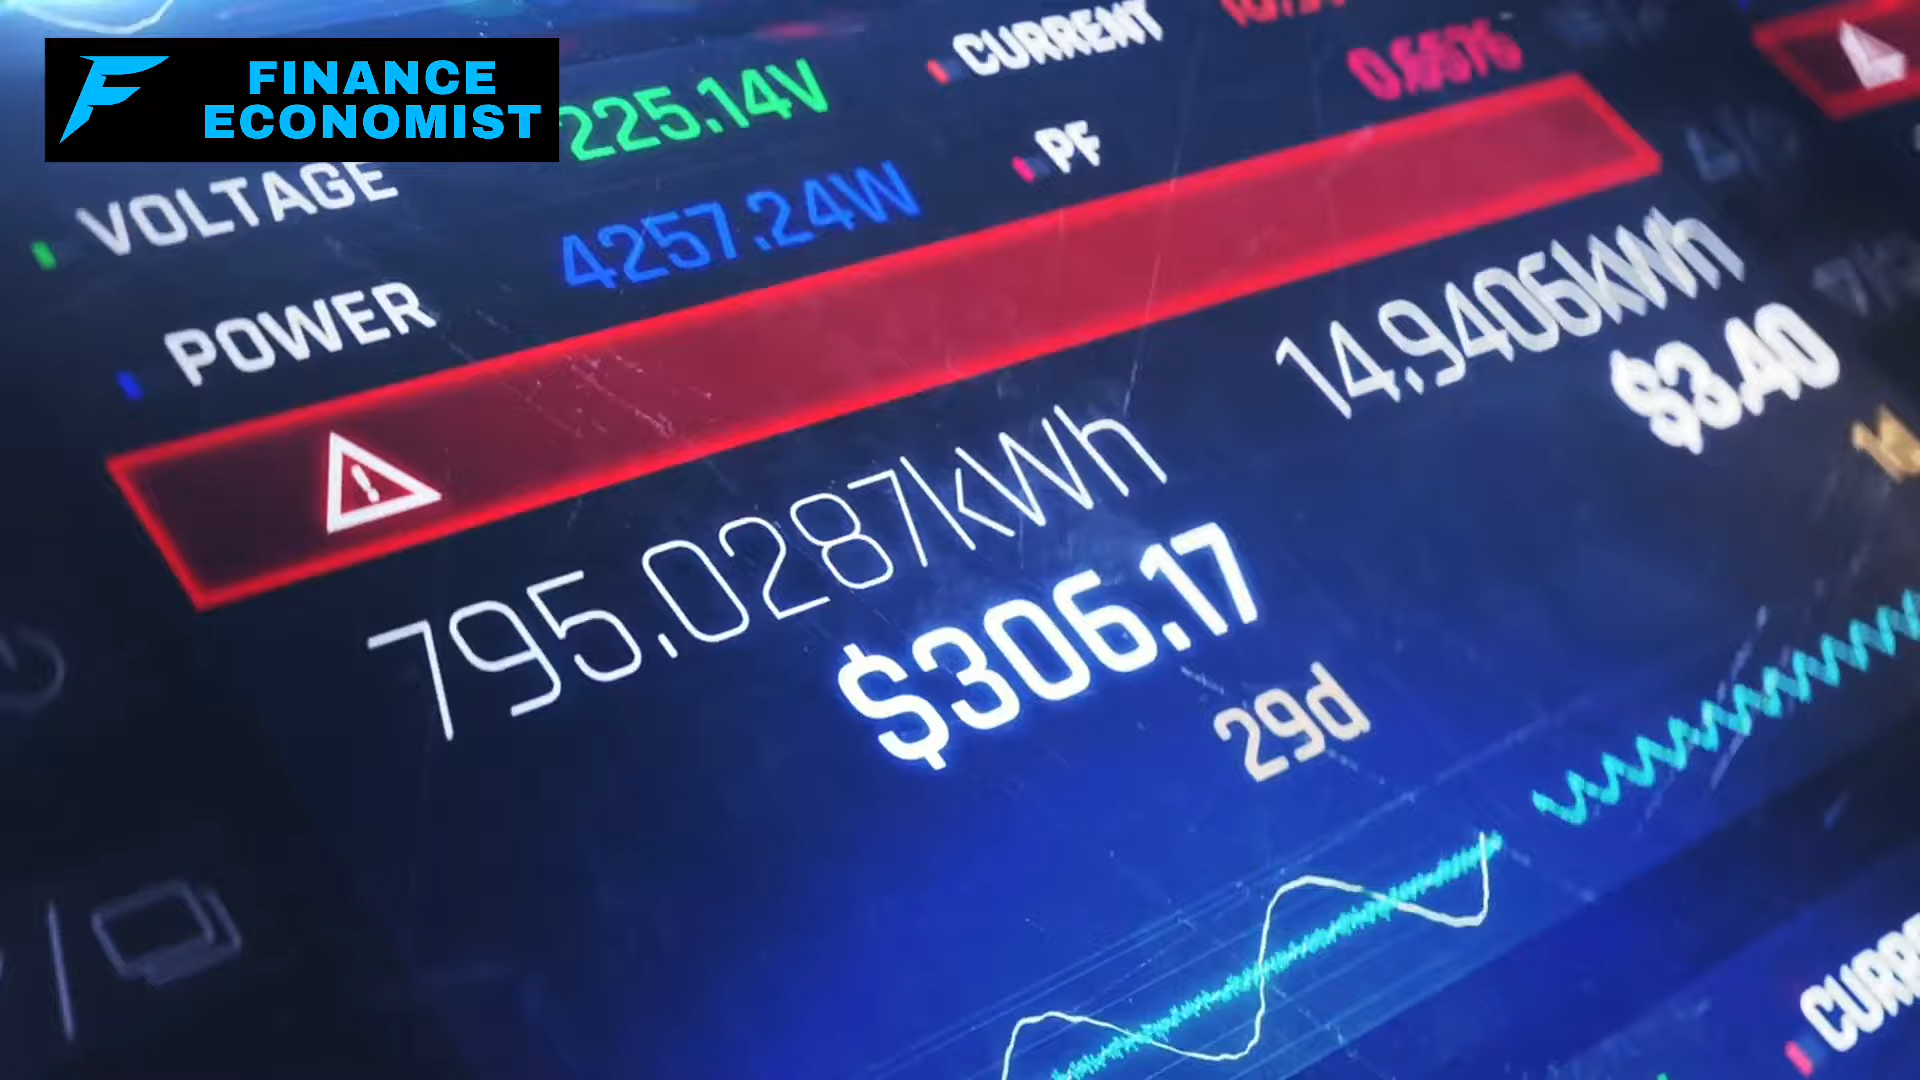 FINANCE
ECONOMIST
VOLTAGE
225.14V
CURRENT
POWER
4257.24W
PF
795.0287kWh
$306.17
29d
14.9406kWh
$3.40